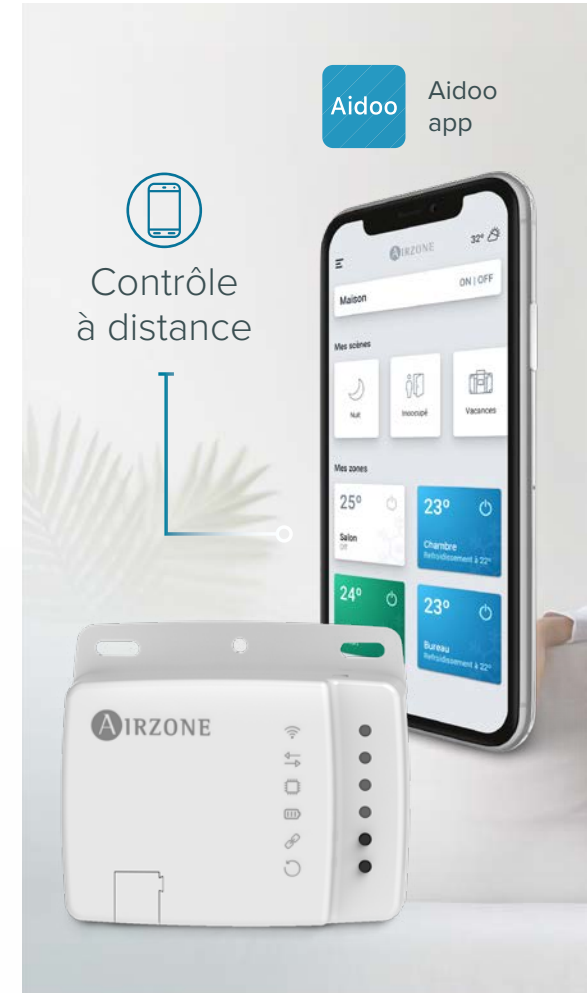 Aidoo
Aidoo
app
Contrôle
à distance
AIRZONE
32°
Maison
ON | OFF
Mes scènes
Nuit
Inoccupé
Vacances
Mes zones
25°
Salon
Off
23°
Chambre
Refroidissement à 22°
24°
23°
Bureau
Refroidissement à 22°
AIRZONE